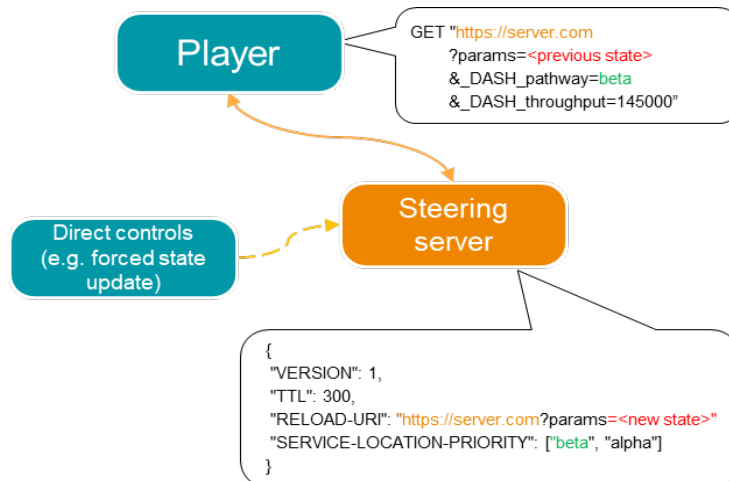 Player
GET "https://server.com
?params=<previous state>
&_DASH_pathway=beta
&_DASH_throughput=145000”
Steering
server
Direct controls
(e.g. forced state
update)
{
"VERSION": 1,
"TTL": 300,
"RELOAD-URI": "https://server.com?params=<new state>"
"SERVICE-LOCATION-PRIORITY": ["beta", "alpha"]
}